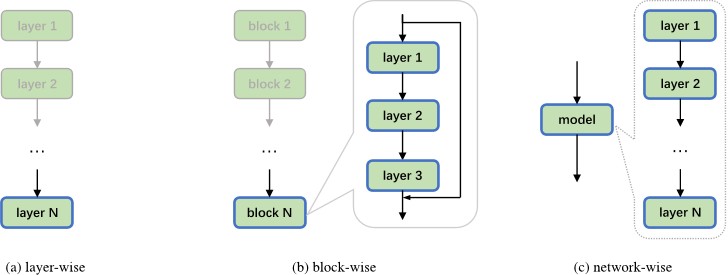 layer 1
layer 2
...
layer N
(a) layer-wise
block 1
block 2
...
block N
layer 1
layer 2
layer 3
(b) block-wise
model
layer 1
layer 2
...
layer N
(c) network-wise